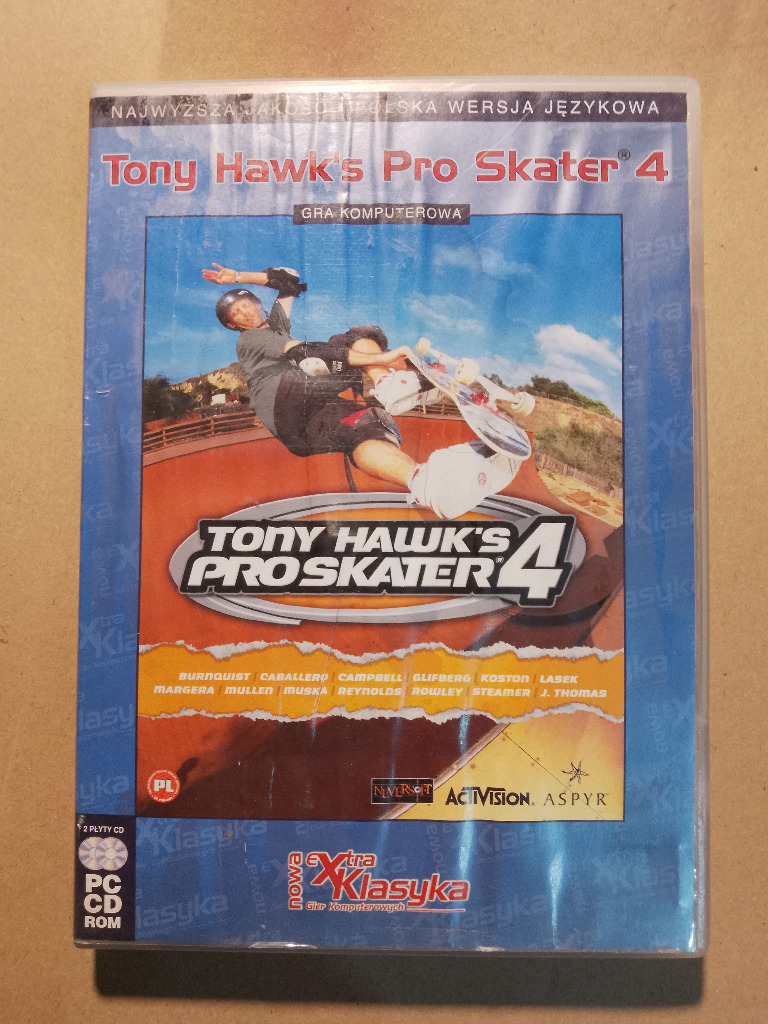 NAJWYŻSZA JAKOŚĆ POLSKA WERSJA JĘZYKOWA
Tony Hawk's Pro Skater® 4
GRA KOMPUTEROWA
TONY HAWK'S
PRO SKATER 4
BURNQUIST / CABALLERO / CAMPBELL / GLIFBERG / KOSTON / LASEK
MARGERA / MULLEN / MUSKA / REYNOLDS / ROWLEY / STEAMER / J. THOMAS
PL
NEVERSOFT ACTIVISION. ASPYR
2 PŁYTY CD
PC
CD
ROM
nowa eXtra
Klasyka
Gier Komputerowych